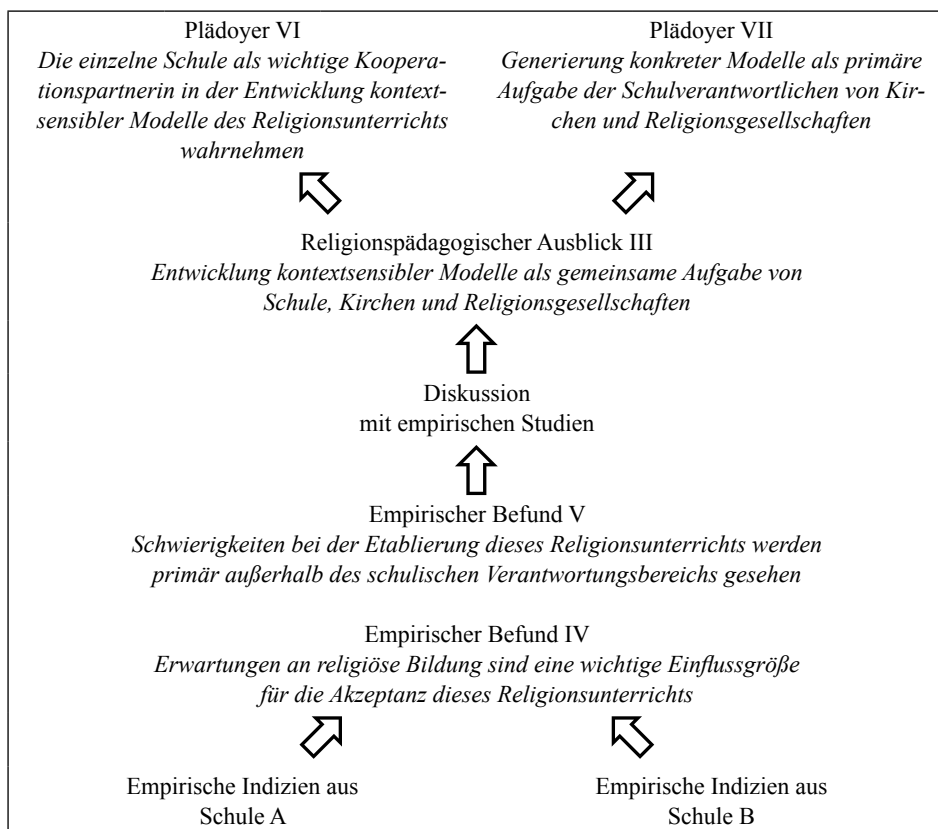 Plädoyer VI
Die einzelne Schule als wichtige Koopera-
tionspartnerin in der Entwicklung kontext-
sensibler Modelle des Religionsunterrichts
wahrnehmen
Plädoyer VII
Generierung konkreter Modelle als primäre
Aufgabe der Schulverantwortlichen von Kir-
chen und Religionsgesellschaften
Religionspädagogischer Ausblick III
Entwicklung kontextsensibler Modelle als gemeinsame Aufgabe von
Schule, Kirchen und Religionsgesellschaften
Diskussion
mit empirischen Studien
Empirischer Befund V
Schwierigkeiten bei der Etablierung dieses Religionsunterrichts werden
primär außerhalb des schulischen Verantwortungsbereichs gesehen
Empirischer Befund IV
Erwartungen an religiöse Bildung sind eine wichtige Einflussgröße
für die Akzeptanz dieses Religionsunterrichts
Empirische Indizien aus
Schule A
Empirische Indizien aus
Schule B